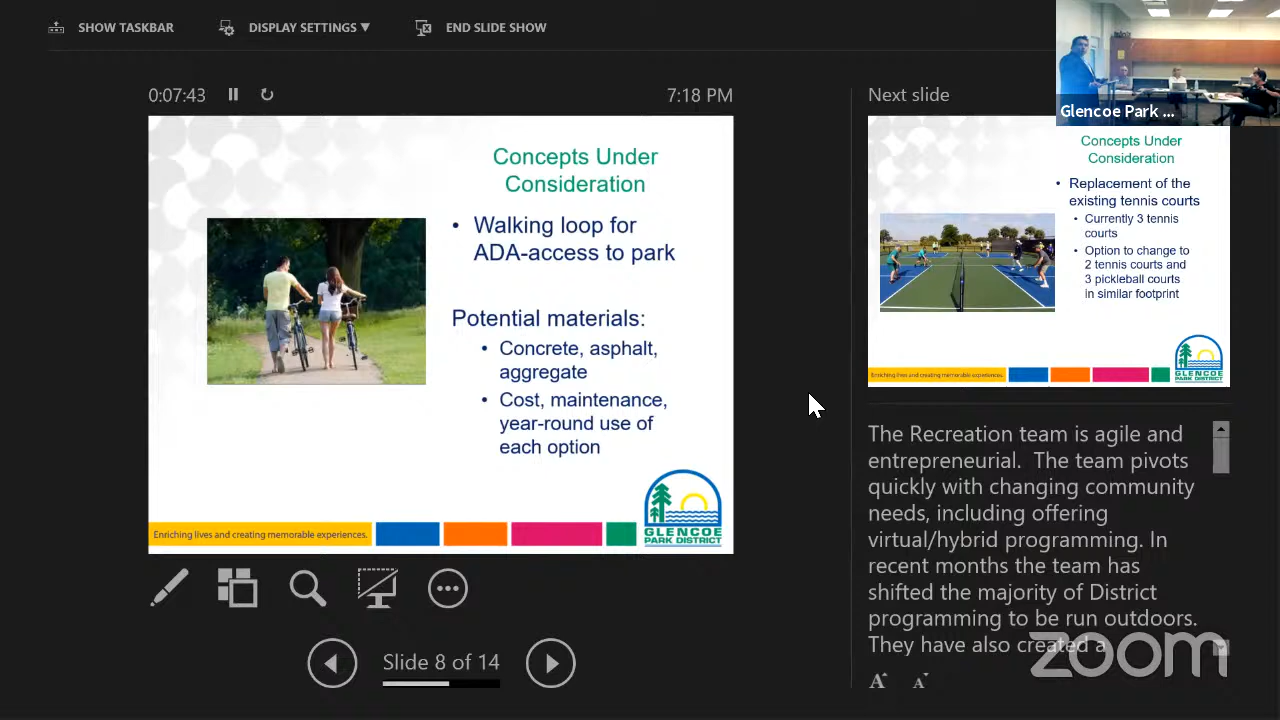 SHOW TASKBAR
DISPLAY SETTINGS ▼
END SLIDE SHOW
0:07:43
7:18 PM
Concepts Under
Consideration
• Walking loop for
ADA-access to park
Potential materials:
• Concrete, asphalt,
aggregate
• Cost, maintenance,
year-round use of
each option
Enriching lives and creating memorable experiences.
GLENCOE
PARK DISTRICT
Slide 8 of 14
Next slide
Glencoe Park ...
Concepts Under
Consideration
• Replacement of the
existing tennis courts
• Currently 3 tennis
courts
• Option to change to
2 tennis courts and
3 pickleball courts
in similar footprint
Enriching lives and creating memorable experiences.
GLENCOE
PARK DISTRICT
The Recreation team is agile and
entrepreneurial. The team pivots
quickly with changing community
needs, including offering
virtual/hybrid programming. In
recent months the team has
shifted the majority of District
programming to be run outdoors.
They have also created a
zoom
A A